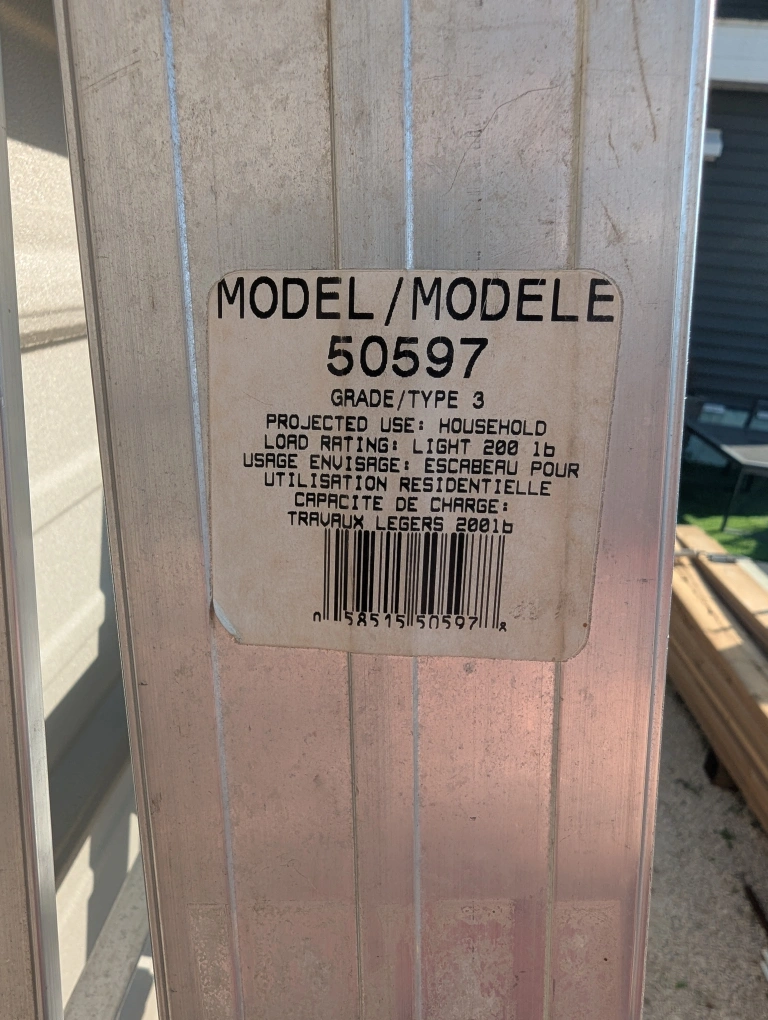 MODEL/MODELE
50597
GRADE/TYPE 3
PROJECTED USE: HOUSEHOLD
LOAD RATING: LIGHT 200 lb
USAGE ENVISAGE: ESCABEAU POUR
UTILISATION RESIDENTIELLE
CAPACITE DE CHARGE:
TRAVAUX LEGERS 200lb
0 58515 50597 8